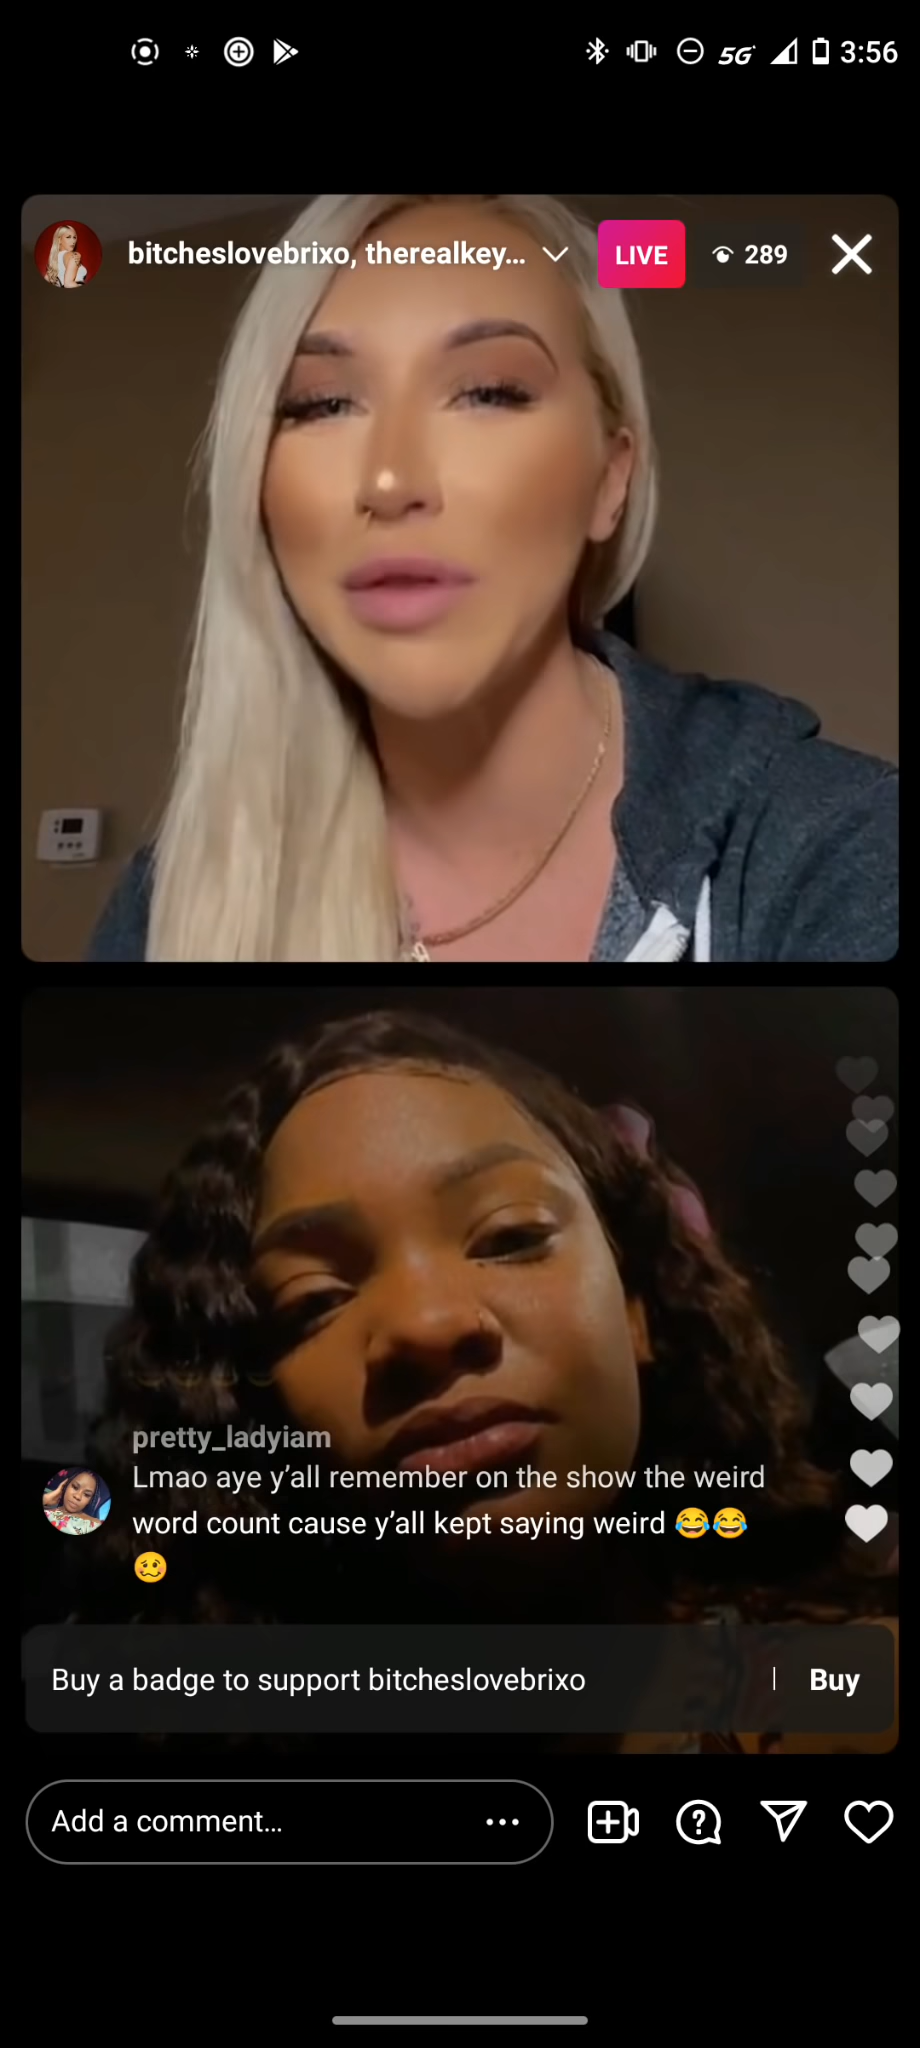 5G 3:56
bitcheslovebrixo, therealkey... LIVE 289
pretty_ladyiam
Lmao aye y'all remember on the show the weird
word count cause y'all kept saying weird 😂😂
🥴
Buy a badge to support bitcheslovebrixo | Buy
Add a comment...